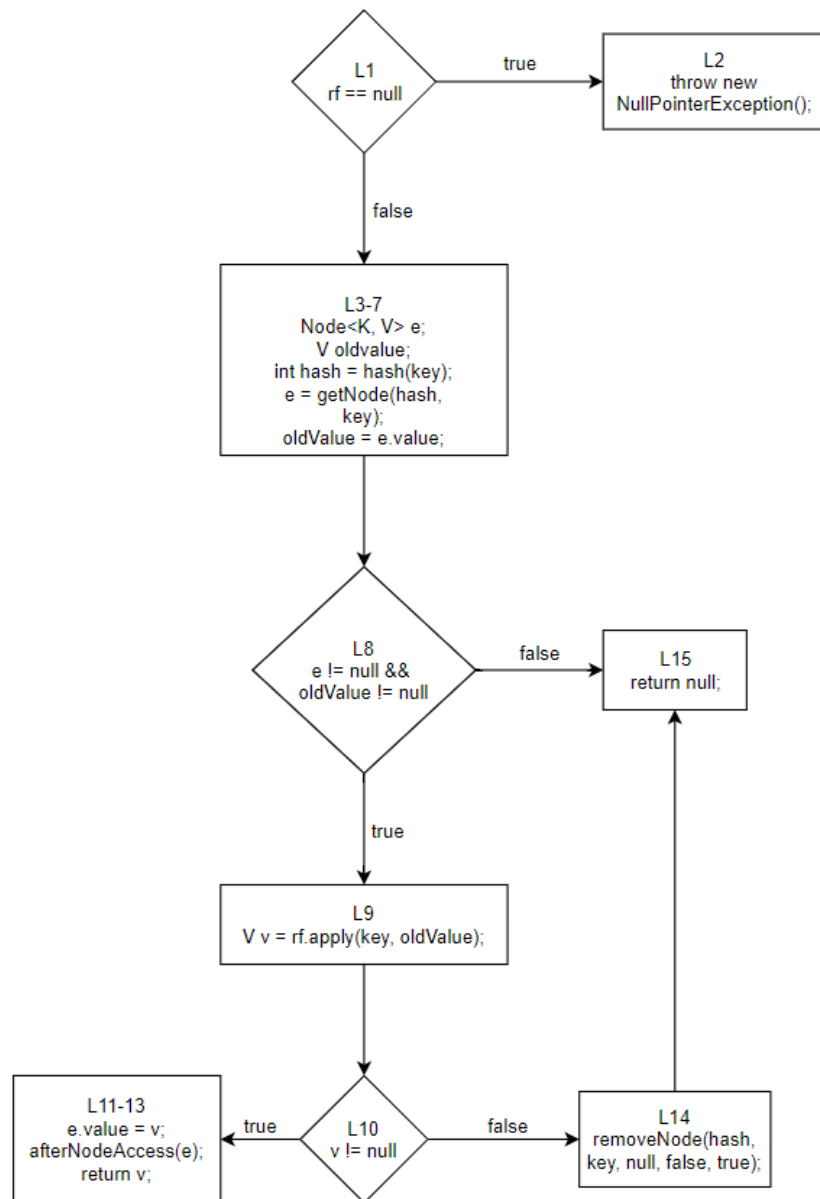 L1
rf == null
true
L2
throw new
NullPointerException();
false
L3-7
Node<K, V> e;
V oldvalue;
int hash = hash(key);
e = getNode(hash,
key);
oldValue = e.value;
L8
e != null &&
oldValue != null
false
L15
return null;
true
L9
V v = rf.apply(key, oldValue);
L11-13
e.value = v;
afterNodeAccess(e);
return v;
true
L10
v != null
false
L14
removeNode(hash,
key, null, false, true);